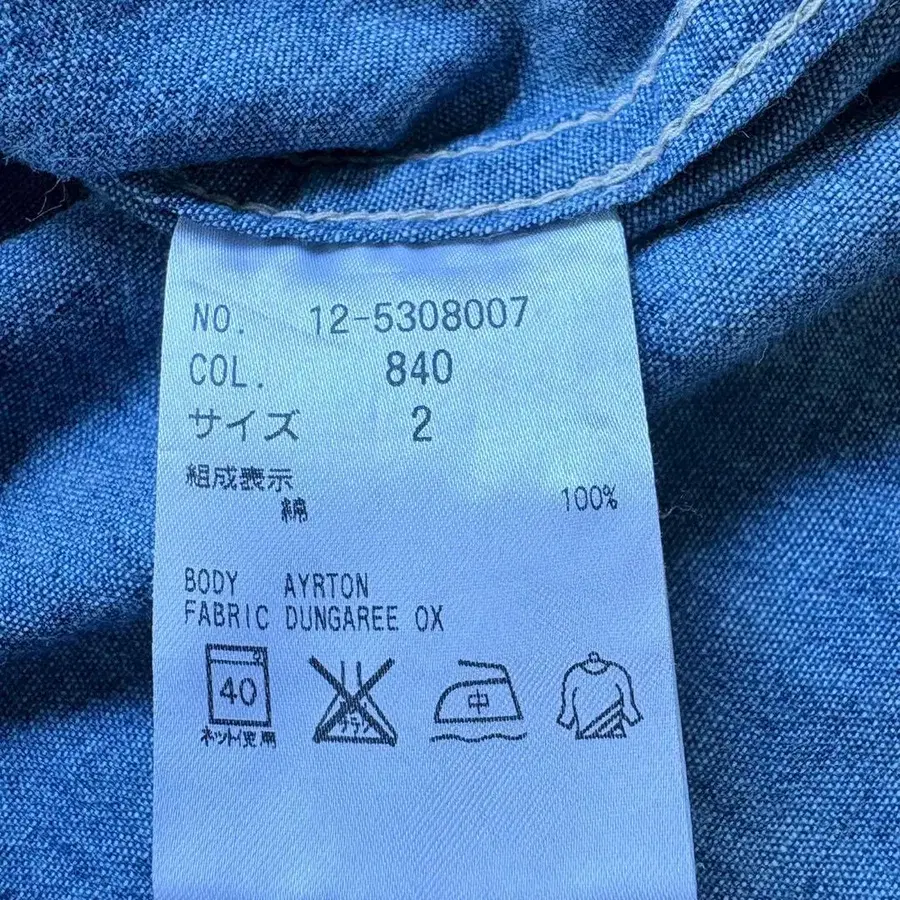 NO. 12-5308007
COL. 840
サイズ 2
組成表示
綿 100%
BODY AYRTON
FABRIC DUNGAREE OX
40
中
ネット使用